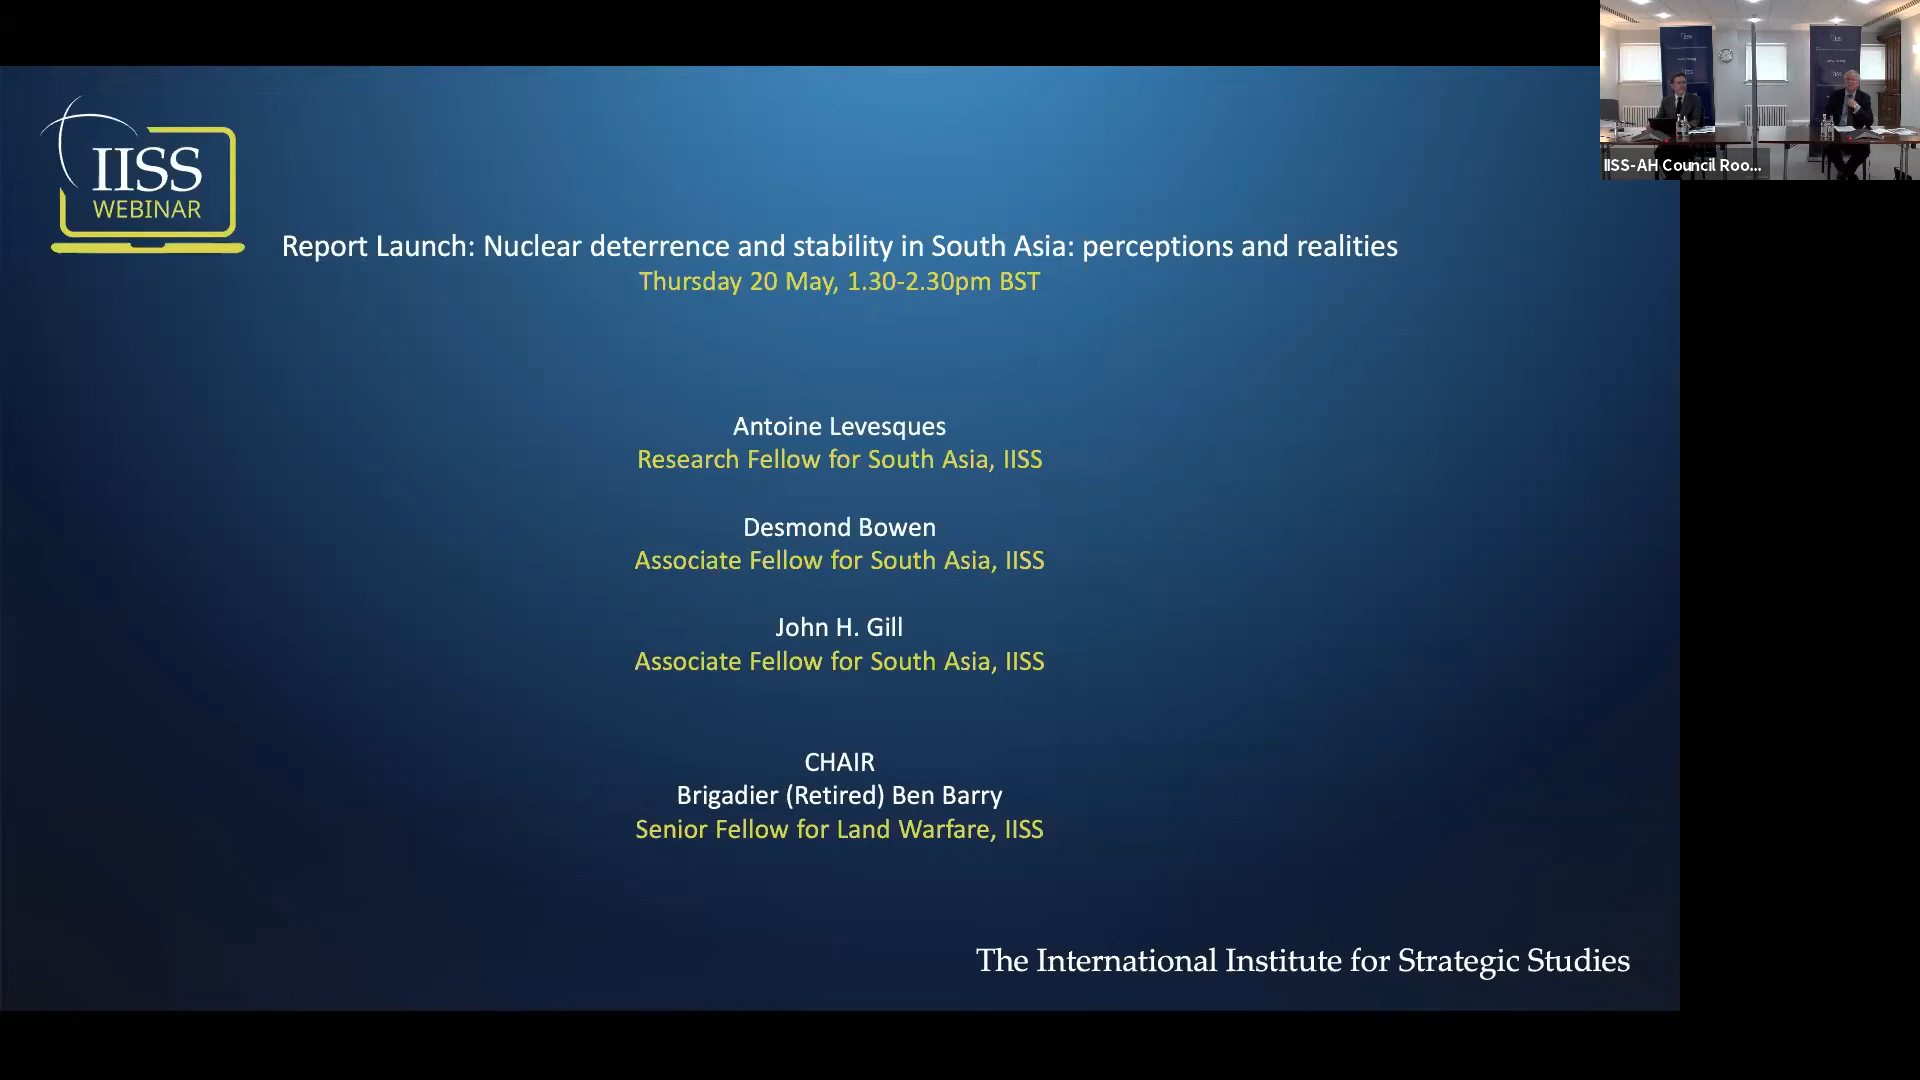 IISS
WEBINAR
Report Launch: Nuclear deterrence and stability in South Asia: perceptions and realities
Thursday 20 May, 1.30-2.30pm BST
Antoine Levesques
Research Fellow for South Asia, IISS
Desmond Bowen
Associate Fellow for South Asia, IISS
John H. Gill
Associate Fellow for South Asia, IISS
CHAIR
Brigadier (Retired) Ben Barry
Senior Fellow for Land Warfare, IISS
The International Institute for Strategic Studies
IISS
IISS
IISS-AH Council Roo...